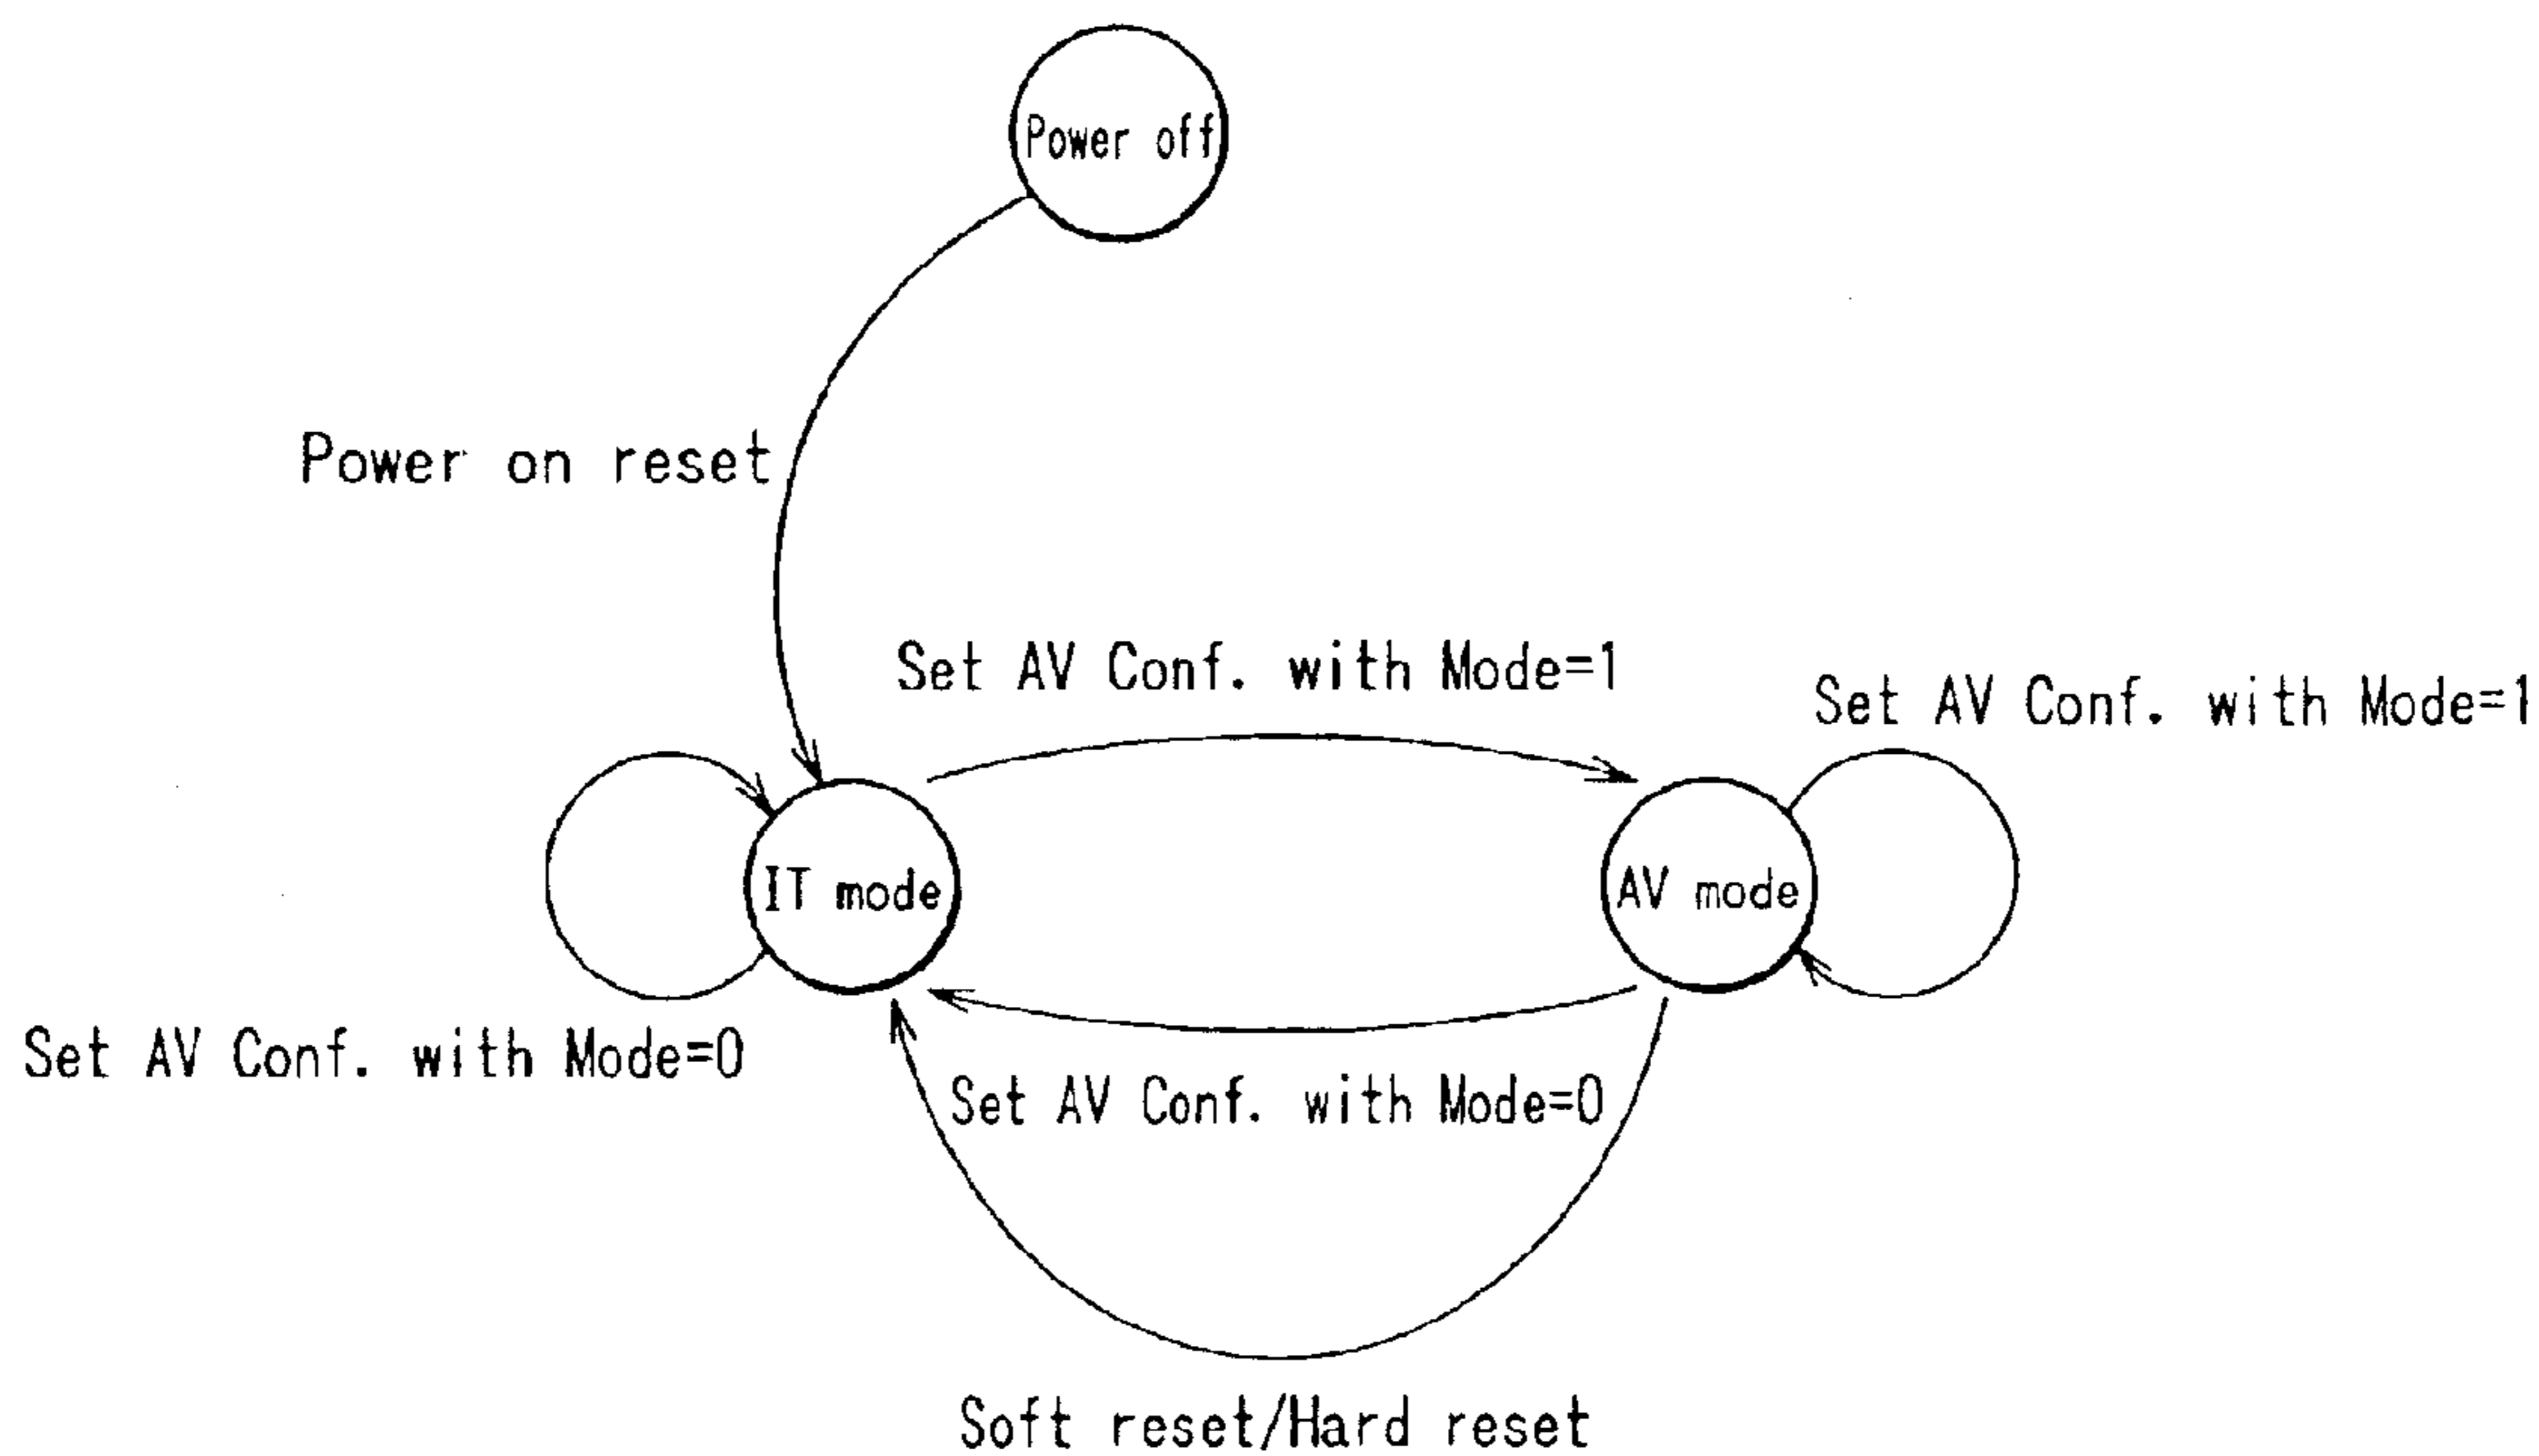 Power off
Power on reset
Set AV Conf. with Mode=1
Set AV Conf. with Mode=1
IT mode
AV mode
Set AV Conf. with Mode=0
Set AV Conf. with Mode=0
Soft reset/Hard reset